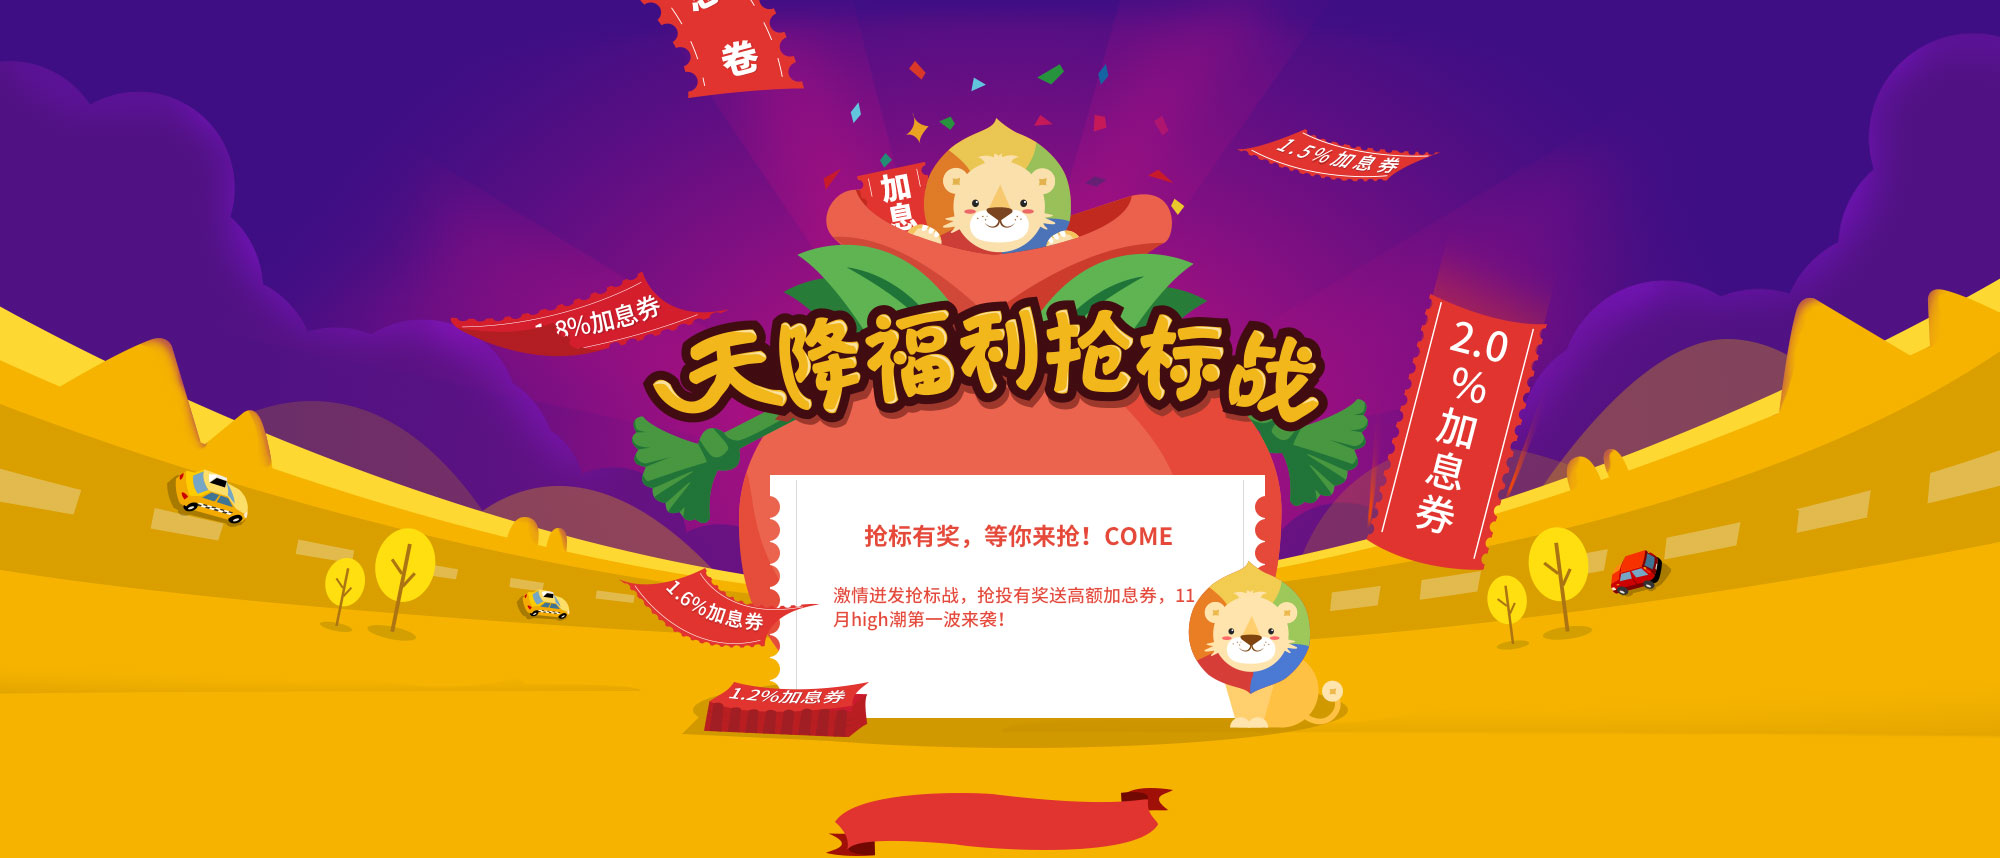 卷
1.5%加息券
加息
8%加息券
天降福利抢标战
2.0%加息券
抢标有奖，等你来抢！COME
激情迸发抢标战，抢投有奖送高额加息券，11
月high潮第一波来袭！
1.6%加息券
1.2%加息券